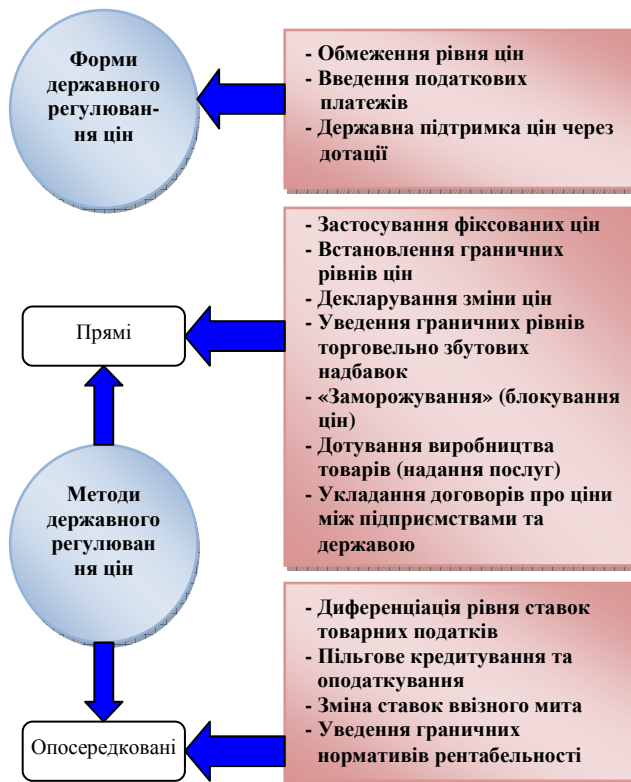 Форми
державного
регулюван-
ня цін
- Обмеження рівня цін
- Введення податкових
платежів
- Державна підтримка цін через
дотації
- Застосування фіксованих цін
- Встановлення граничних
рівнів цін
- Декларування зміни цін
- Уведення граничних рівнів
торговельно збутових
надбавок
- «Заморожування» (блокування
цін)
- Дотування виробництва
товарів (надання послуг)
- Укладання договорів про ціни
між підприємствами та
державою
Прямі
Методи
державного
регулюван
ня цін
Опосередковані
- Диференціація рівня ставок
товарних податків
- Пільгове кредитування та
оподаткування
- Зміна ставок ввізного мита
- Уведення граничних
нормативів рентабельності